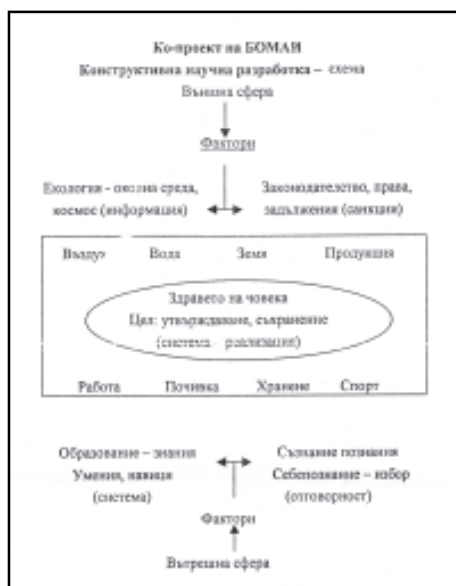 Ко-проект на БОМАИ
Конструктивна научна разработка – схема
Външна сфера
Фактори
Екология - околна среда,
космос (информация)
Законодателство, права,
задължения (санкции)
Въздух Вода Земя Продукция
Здравето на човека
Цел: утвърждаване, съхранение
(система – реализация)
Работа Почивка Хранене Спорт
Образование – знания
Умения, навици
(система)
Съзнание познания
Себепознание – избор
(отговорност)
Фактори
Вътрешна сфера